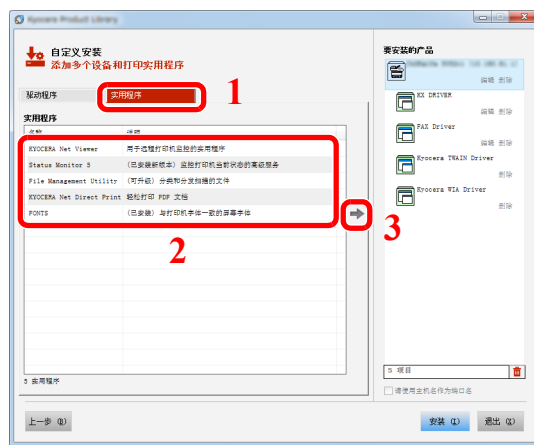 Kyocera Product Library
自定义安装
添加多个设备和打印实用程序
驱动程序
实用程序
1
实用程序
名称
选项
KYOCERA Net Viewer
用于远程打印机监控的实用程序
Status Monitor 5
(已安装新版本) 监控打印机当前状态的高级服务
File Management Utility
(可升级) 分类和分发扫描的文件
KYOCERA Net Direct Print
轻松打印 PDF 文档
FONTS
(已安装) 与打印机字体一致的屏幕字体
2
3
5 实用程序
要安装的产品
编辑 删除
KX DRIVER
编辑 删除
FAX Driver
编辑 删除
Kyocera TWAIN Driver
删除
Kyocera WIA Driver
删除
5 项目
请使用主机名作为端口名
上一步 (B)
安装 (I)
退出 (X)